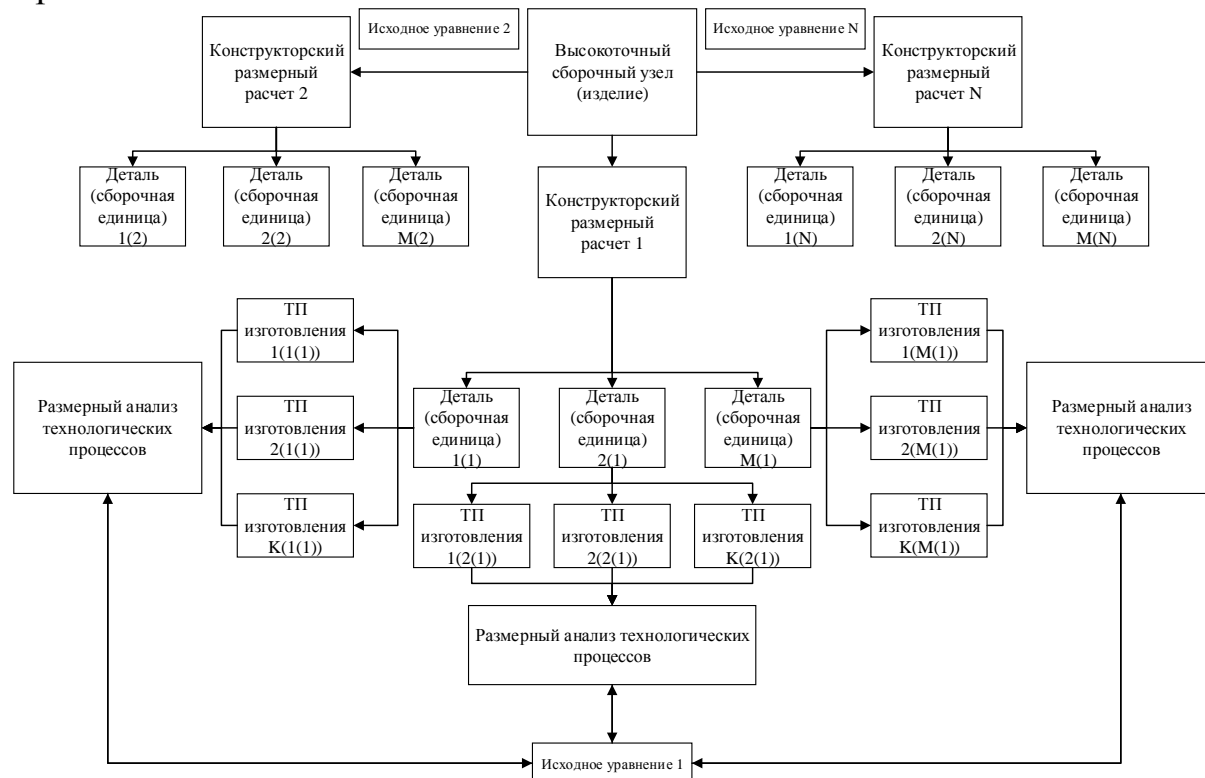 Исходное уравнение 2
Исходное уравнение N
Конструкторский
размерный
расчет 2
Высокоточный
сборочный узел
(изделие)
Конструкторский
размерный
расчет N
Деталь
(сборочная
единица)
1(2)
Деталь
(сборочная
единица)
2(2)
Деталь
(сборочная
единица)
М(2)
Конструкторский
размерный
расчет 1
Деталь
(сборочная
единица)
1(N)
Деталь
(сборочная
единица)
2(N)
Деталь
(сборочная
единица)
М(N)
ТП
изготовления
1(1(1))
ТП
изготовления
2(1(1))
ТП
изготовления
К(1(1))
Размерный анализ
технологических
процессов
Деталь
(сборочная
единица)
1(1)
Деталь
(сборочная
единица)
2(1)
Деталь
(сборочная
единица)
М(1)
ТП
изготовления
1(М(1))
ТП
изготовления
2(М(1))
ТП
изготовления
К(М(1))
Размерный анализ
технологических
процессов
ТП
изготовления
1(2(1))
ТП
изготовления
2(2(1))
ТП
изготовления
К(2(1))
Размерный анализ технологических
процессов
Исходное уравнение 1